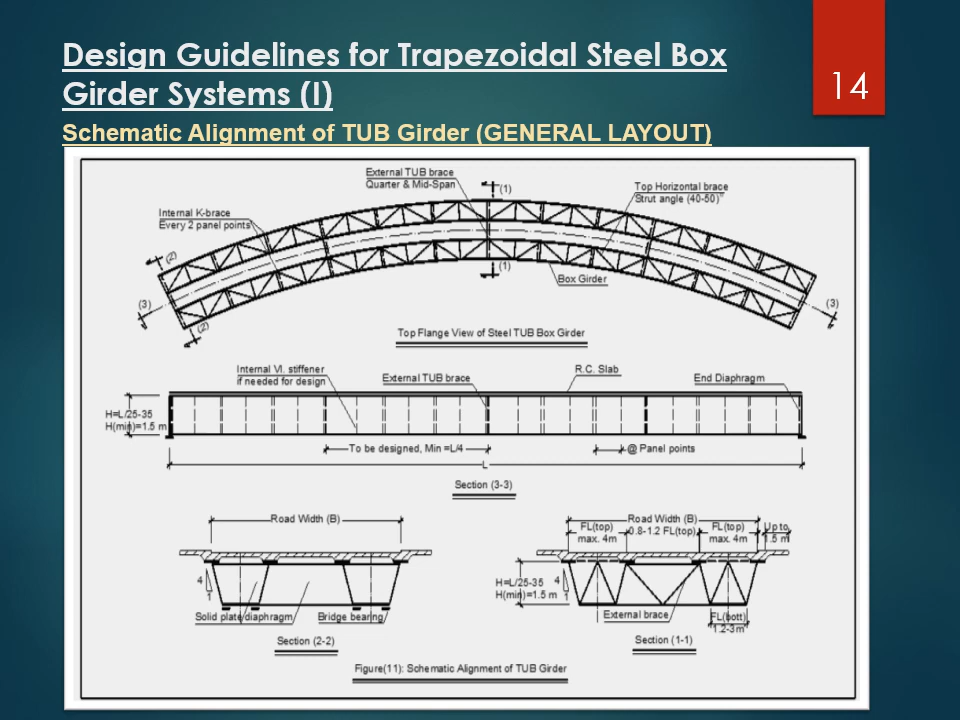 Design Guidelines for Trapezoidal Steel Box
Girder Systems (I)
14
Schematic Alignment of TUB Girder (GENERAL LAYOUT)
External TUB brace
Quarter & Mid-Span
(1)
Top Horizontal brace
Strut angle (40-50)°
Internal K-brace
Every 2 panel points
(2)
(1)
Box Girder
(3)
(3)
(2)
Top Flange View of Steel TUB Box Girder
Internal Vl. stiffener
if needed for design
External TUB brace
R.C. Slab
End Diaphragm
H=L/25-35
H(min)=1.5 m
To be designed, Min =L/4
@ Panel points
L
Section (3-3)
Road Width (B)
4
1
Solid plate/diaphragm
Bridge bearing
Section (2-2)
Road Width (B)
FL(top)
max. 4m
0.8-1.2 FL(top)
FL(top)
max. 4m
Up to
1.5 m
H=L/25-35
H(min)=1.5 m
4
1
External brace
FL(bott)
1.2-3m
Section (1-1)
Figure(11): Schematic Alignment of TUB Girder